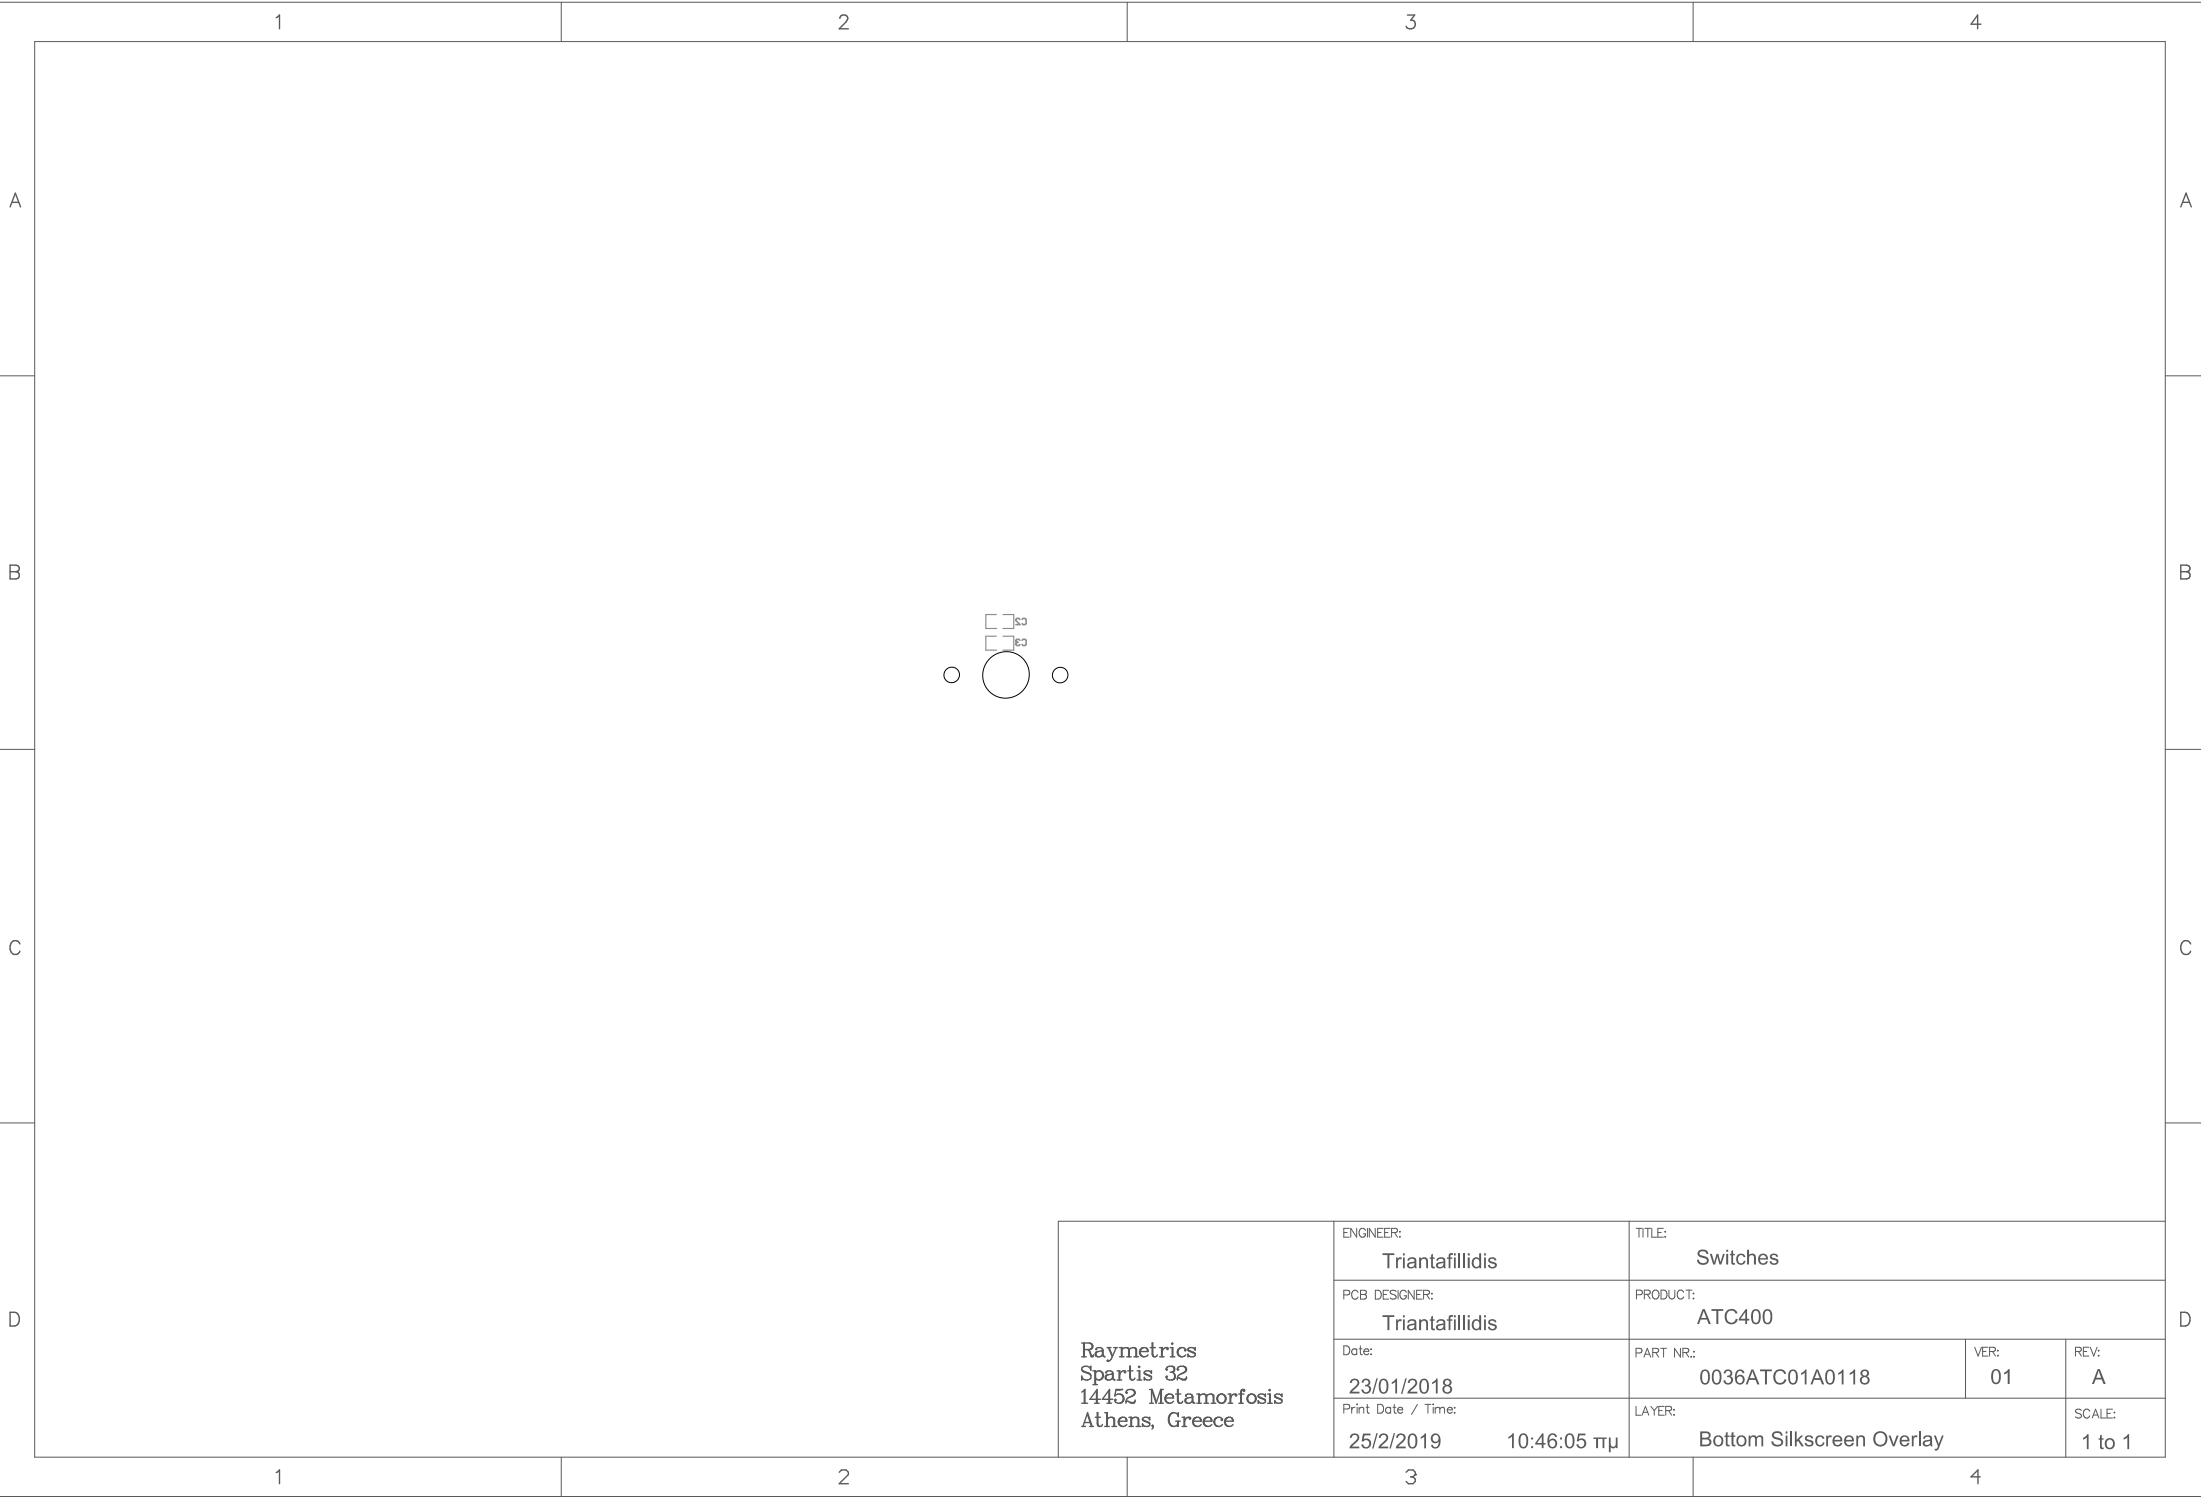 1 2 3 4
A A
B B
C2
C3
C C
D D
Raymetrics
Spartis 32
14452 Metamorfosis
Athens, Greece
ENGINEER:
Triantafillidis
TITLE:
Switches
PCB DESIGNER:
Triantafillidis
PRODUCT:
ATC400
Date:
23/01/2018
PART NR.:
0036ATC01A0118
VER:
01
REV:
A
Print Date / Time:
25/2/2019 10:46:05 πμ
LAYER:
Bottom Silkscreen Overlay
SCALE:
1 to 1
1 2 3 4